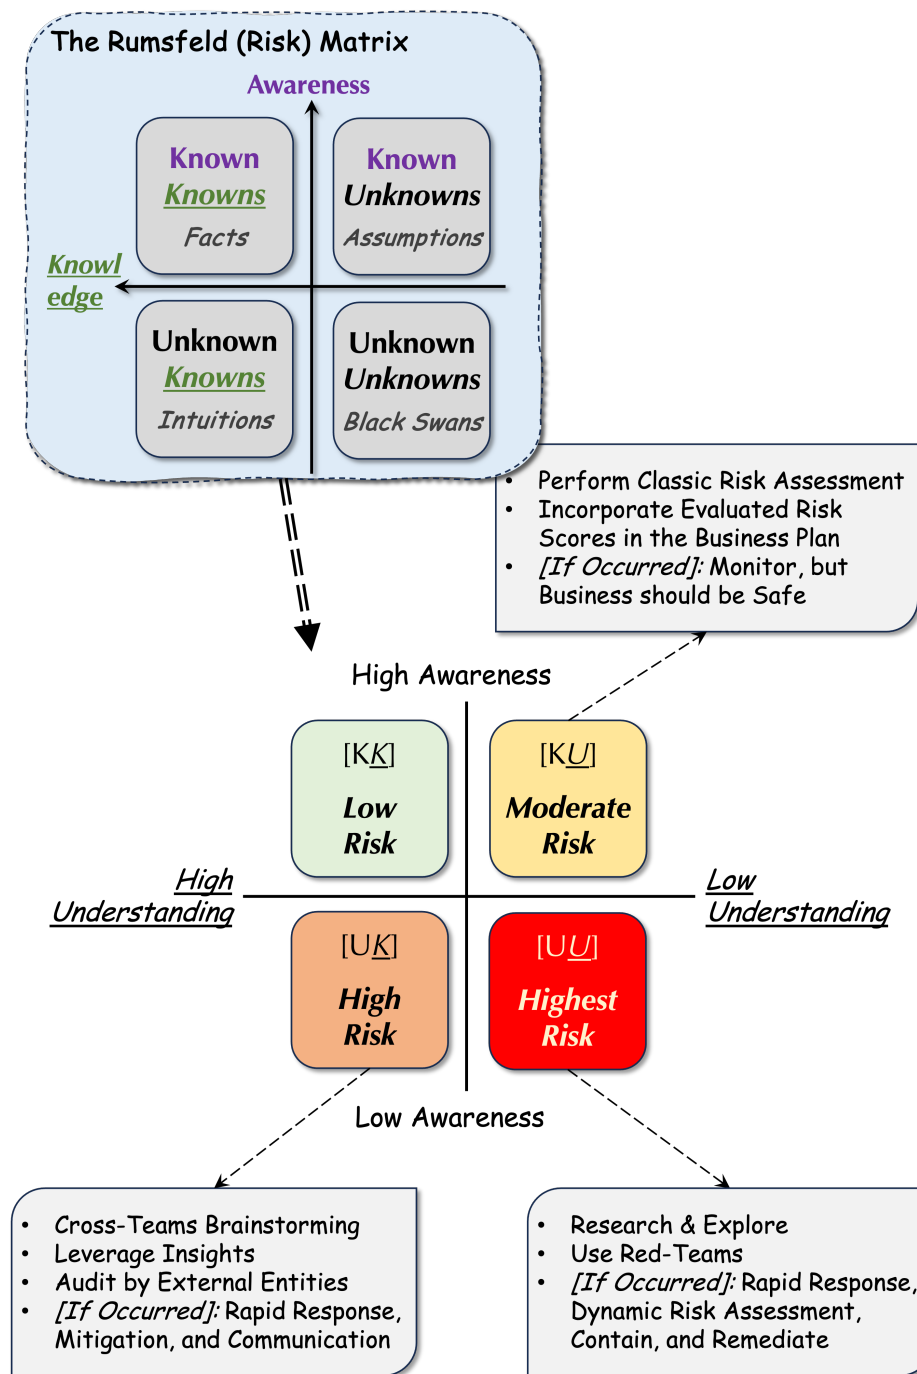 The Rumsfeld (Risk) Matrix
Awareness
Known
Knowns
Facts
Known
Unknowns
Assumptions
Knowl
edge
Unknown
Knowns
Intuitions
Unknown
Unknowns
Black Swans
• Perform Classic Risk Assessment
• Incorporate Evaluated Risk
Scores in the Business Plan
• [If Occurred]: Monitor, but
Business should be Safe
High Awareness
[KK]
Low
Risk
[KU]
Moderate
Risk
High
Understanding
Low
Understanding
[UK]
High
Risk
[UU]
Highest
Risk
Low Awareness
• Cross-Teams Brainstorming
• Leverage Insights
• Audit by External Entities
• [If Occurred]: Rapid Response,
Mitigation, and Communication
• Research & Explore
• Use Red-Teams
• [If Occurred]: Rapid Response,
Dynamic Risk Assessment,
Contain, and Remediate